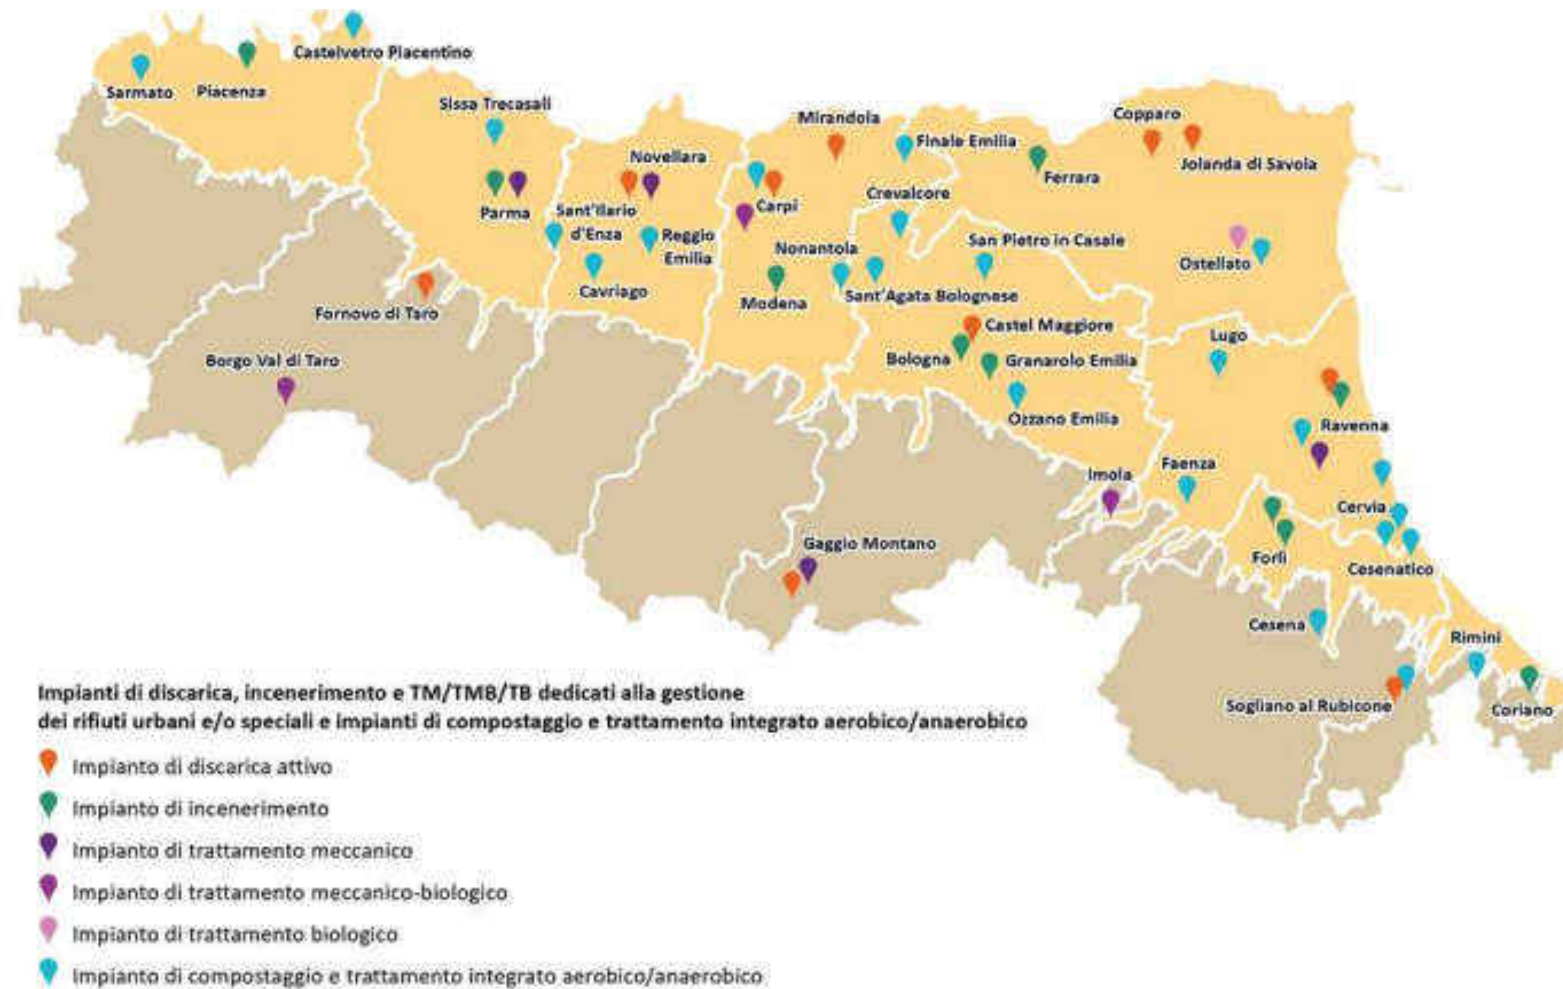 Castelvetro Piacentino
Sarmato
Piacenza
Sissa Trecasali
Mirandola
Copparo
Finale Emilia
Novellara
Jolanda di Savoia
Ferrara
Crevalcore
Carpi
Parma
Sant'Ilario
d'Enza
Reggio
Emilia
San Pietro in Casale
Nonantola
Ostellato
Cavriago
Sant'Agata Bolognese
Modena
Fornovo di Taro
Castel Maggiore
Lugo
Borgo Val di Taro
Bologna
Granarolo Emilia
Ozzano Emilia
Ravenna
Faenza
Imola
Cervia
Gaggio Montano
Forlì
Cesenatico
Cesena
Rimini
Sogliano al Rubicone
Coriano
Impianti di discarica, incenerimento e TM/TMB/TB dedicati alla gestione
dei rifiuti urbani e/o speciali e impianti di compostaggio e trattamento integrato aerobico/anaerobico
Impianto di discarica attivo
Impianto di incenerimento
Impianto di trattamento meccanico
Impianto di trattamento meccanico-biologico
Impianto di trattamento biologico
Impianto di compostaggio e trattamento integrato aerobico/anaerobico